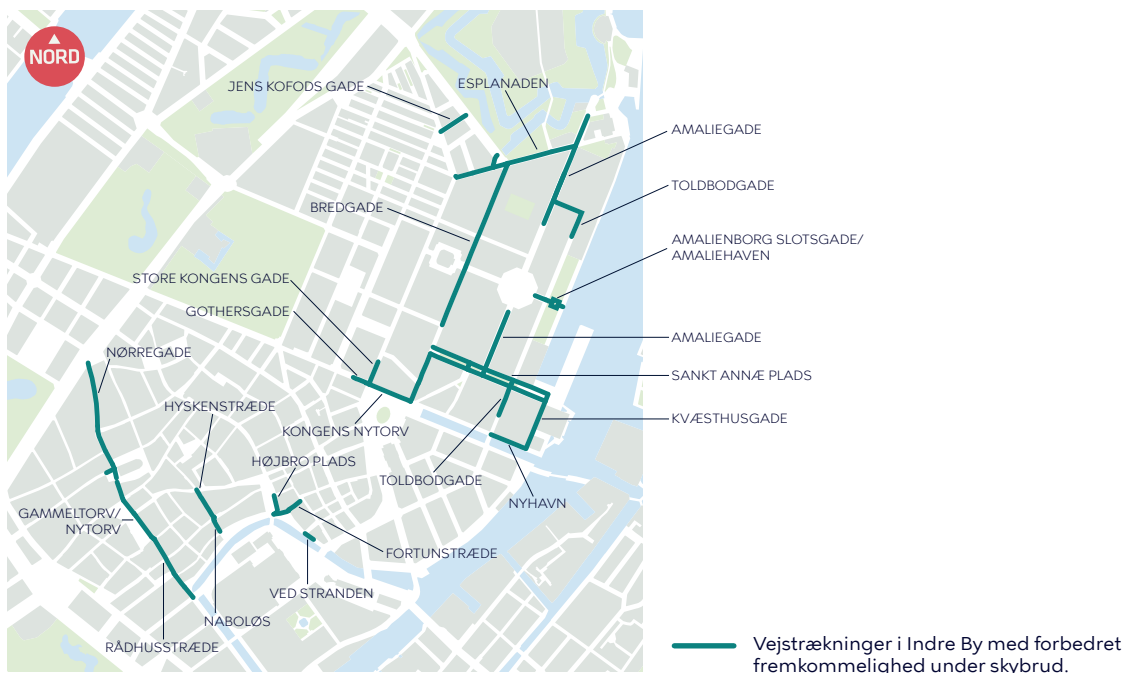 NORD
JENS KOFODS GADE
ESPLANADEN
AMALIEGADE
TOLDBODGADE
BREDGADE
AMALIENBORG SLOTSGADE/
AMALIEHAVEN
STORE KONGENS GADE
GOTHERSGADE
AMALIEGADE
NØRREGADE
SANKT ANNÆ PLADS
HYSKENSTRÆDE
KVÆSTHUSGADE
KONGENS NYTORV
HØJBRO PLADS
TOLDBODGADE
NYHAVN
GAMMELTORV/
NYTORV
FORTUNSTRÆDE
VED STRANDEN
NABOLØS
RÅDHUSSTRÆDE
Vejstrækninger i Indre By med forbedret
fremkommelighed under skybrud.